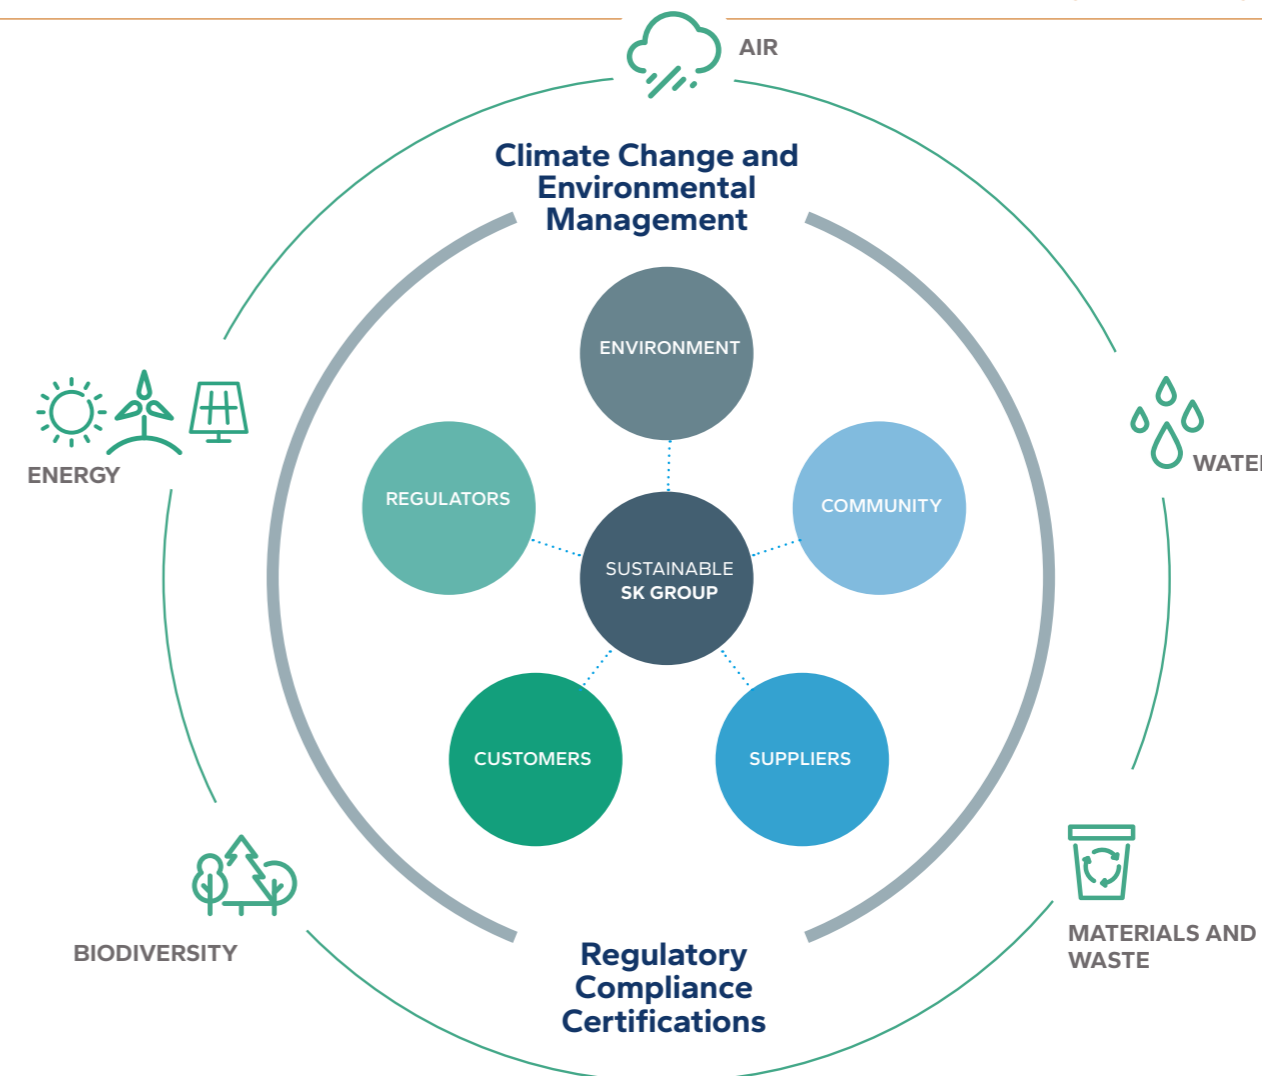 AIR
Climate Change and
Environmental
Management
ENVIRONMENT
ENERGY
WATER
REGULATORS
COMMUNITY
SUSTAINABLE
SK GROUP
CUSTOMERS
SUPPLIERS
BIODIVERSITY
MATERIALS AND
WASTE
Regulatory
Compliance
Certifications